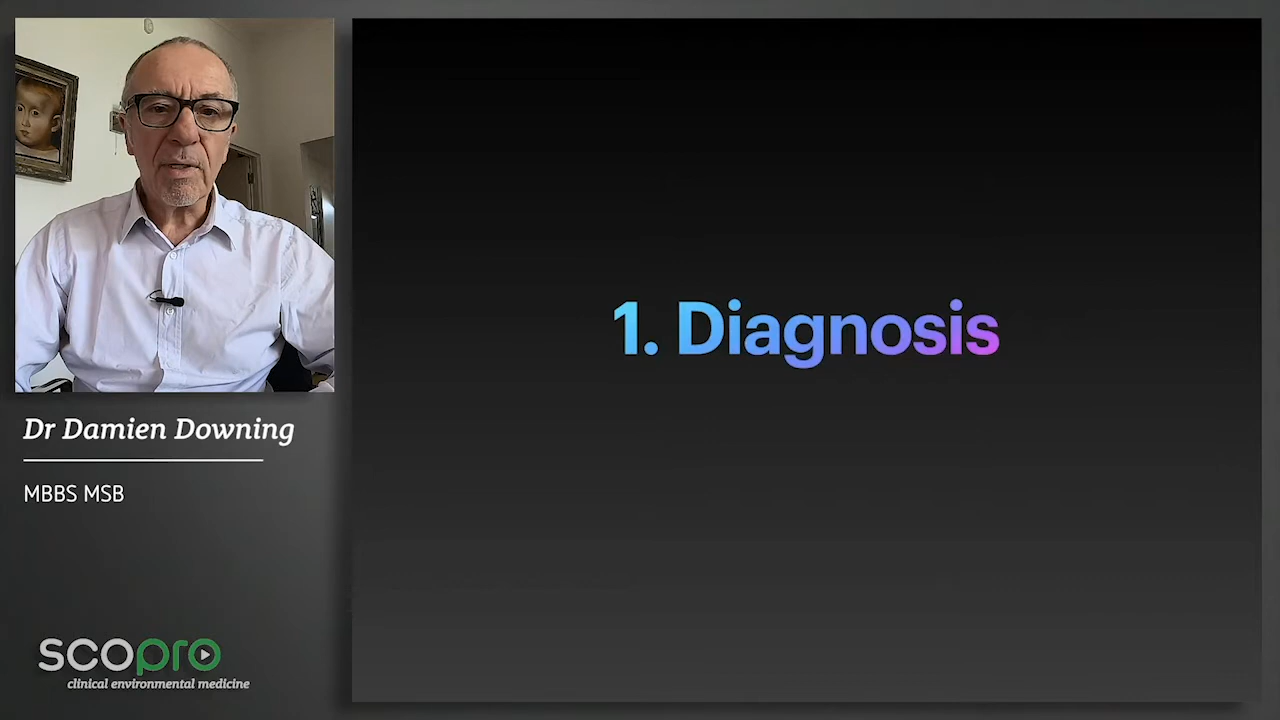 1. Diagnosis
Dr Damien Downing
MBBS MSB
scopro
clinical environmental medicine